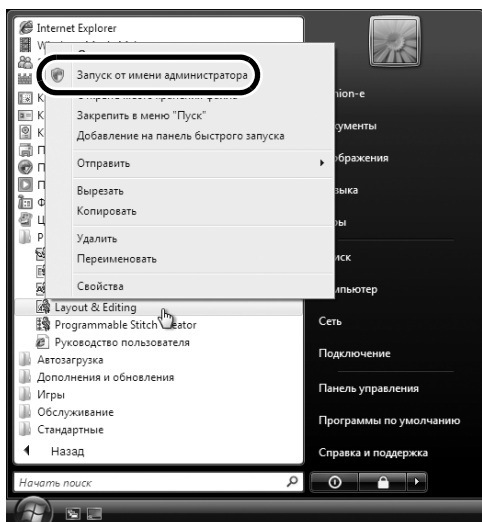 Internet Explorer
Запуск от имени администратора
Закрепить в меню "Пуск"
Добавление на панель быстрого запуска
Отправить
Вырезать
Копировать
Удалить
Переименовать
Свойства
Layout & Editing
Programmable Stitch Creator
Руководство пользователя
Автозагрузка
Дополнения и обновления
Игры
Обслуживание
Стандартные
Назад
Начать поиск
Сеть
Подключение
Панель управления
Программы по умолчанию
Справка и поддержка